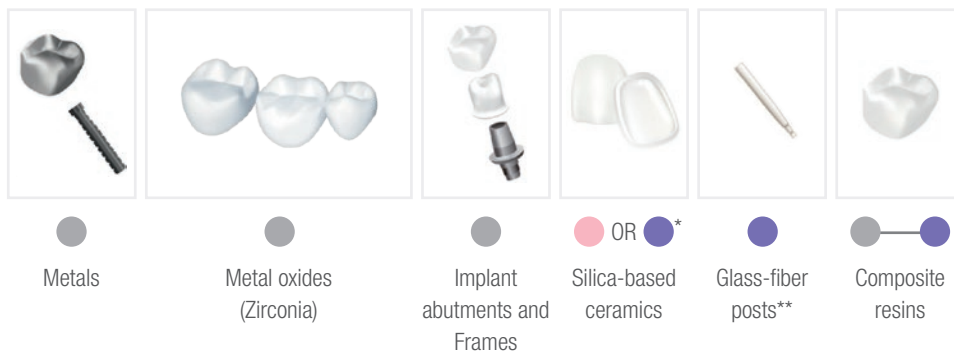 OR *
Metals
Metal oxides
(Zirconia)
Implant
abutments and
Frames
Silica-based
ceramics
Glass-fiber
posts**
Composite
resins